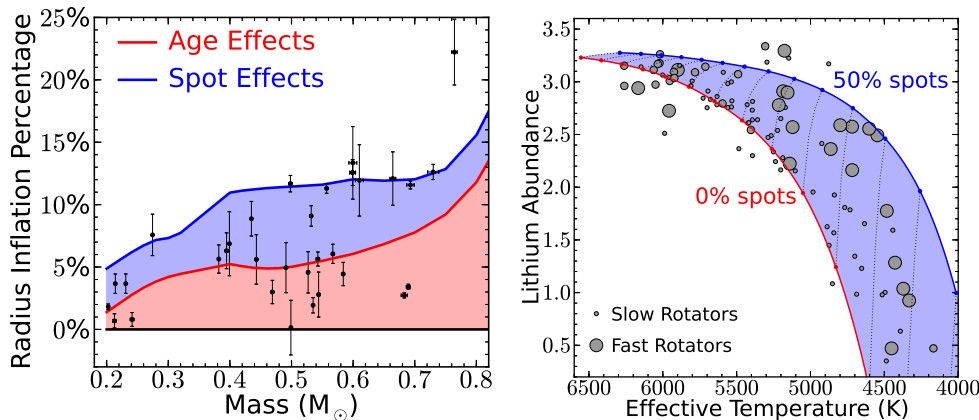 Radius Inflation Percentage
25%
20%
15%
10%
5%
0%
Age Effects
Spot Effects
0.2 0.3 0.4 0.5 0.6 0.7 0.8
Mass (M⊙)
Lithium Abundance
3.5
3.0
2.5
2.0
1.5
1.0
0.5
50% spots
0% spots
Slow Rotators
Fast Rotators
6500 6000 5500 5000 4500 4000
Effective Temperature (K)